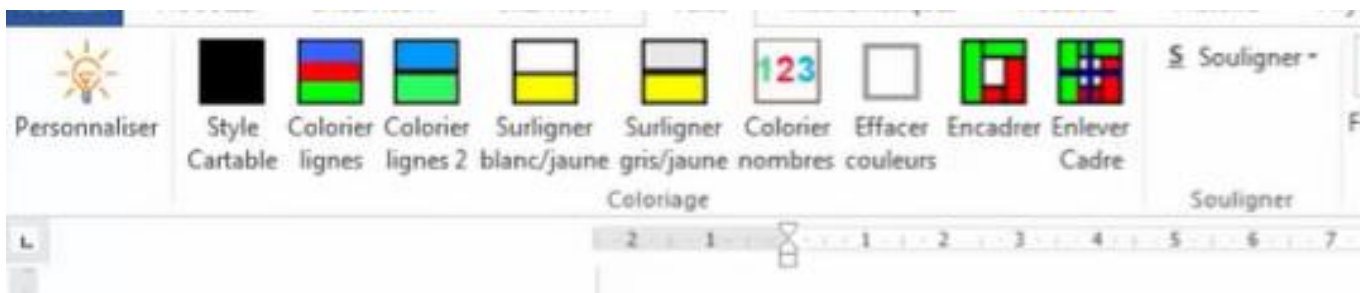 123
S Souligner
Personnaliser Style Colorier Colorier Surligner Surligner Colorier Effacer Encadrer Enlever
Cartable lignes lignes 2 blanc/jaune gris/jaune nombres couleurs Cadre
Coloriage Souligner
2 1 1 2 3 4 5 6 7